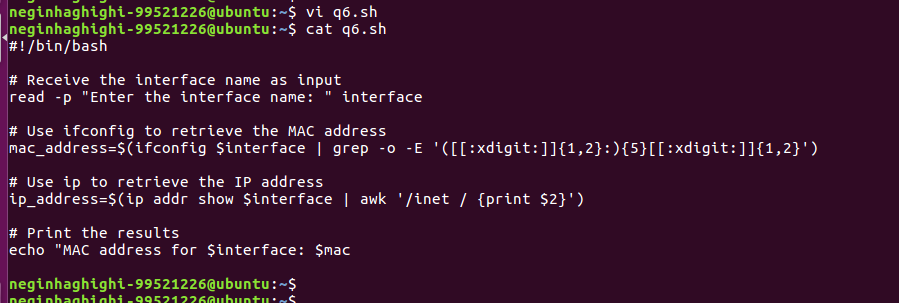 neginhaghighi-99521226@ubuntu:~$ vi q6.sh
neginhaghighi-99521226@ubuntu:~$ cat q6.sh
#!/bin/bash
# Receive the interface name as input
read -p "Enter the interface name: " interface
# Use ifconfig to retrieve the MAC address
mac_address=$(ifconfig $interface | grep -o -E '([[:xdigit:]]{1,2}:){5}[[:xdigit:]]{1,2}')
# Use ip to retrieve the IP address
ip_address=$(ip addr show $interface | awk '/inet / {print $2}')
# Print the results
echo "MAC address for $interface: $mac
neginhaghighi-99521226@ubuntu:~$
neginhaghighi-99521226@ubuntu:~$